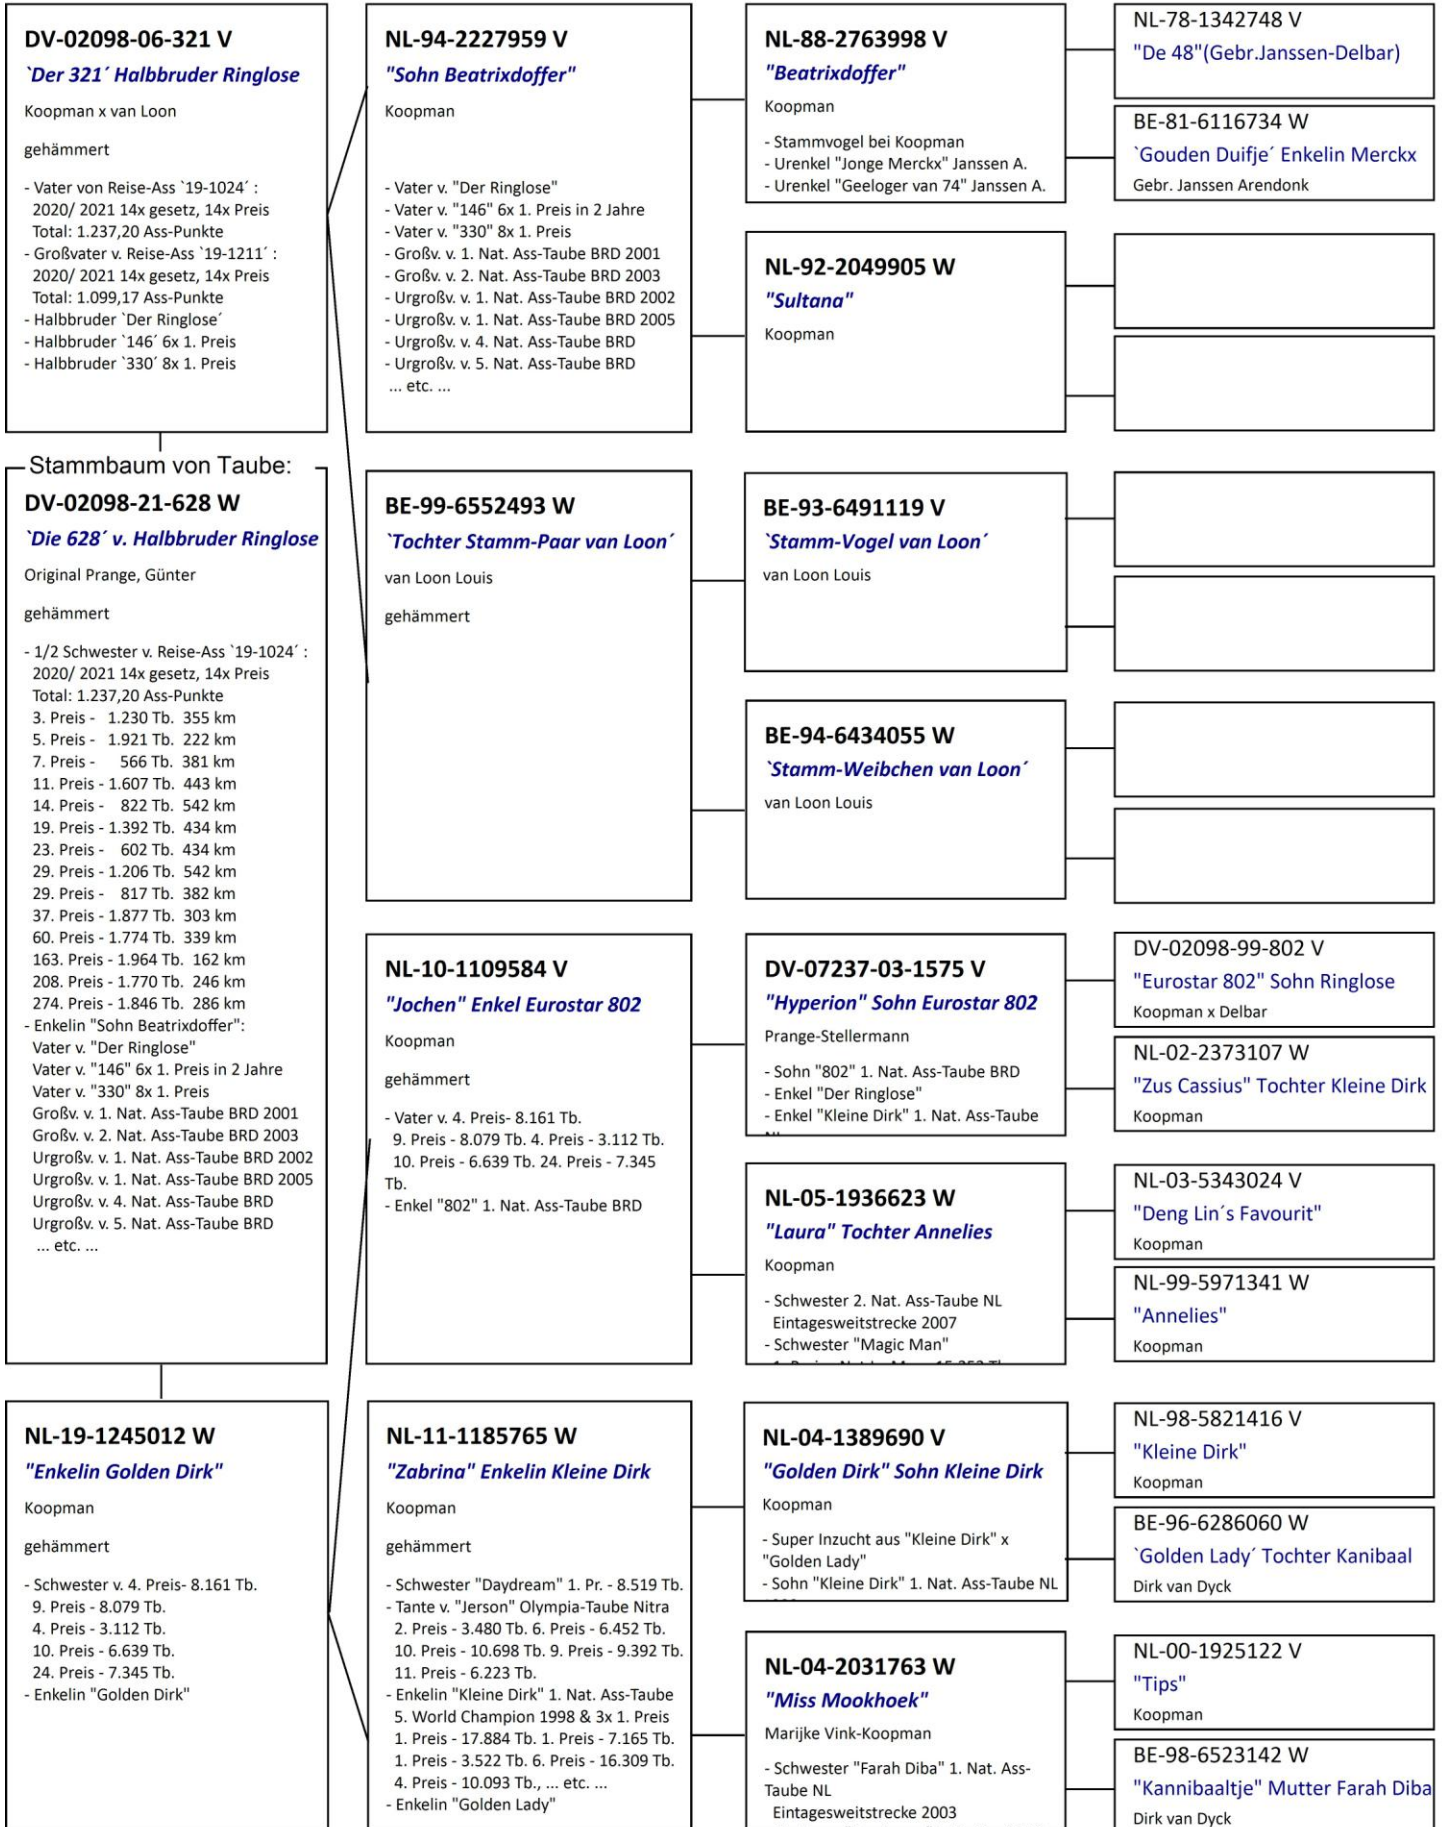 DV-02098-06-321 V
`Der 321´ Halbbruder Ringlose
Koopman x van Loon
gehämmert
- Vater von Reise-Ass `19-1024´ :
2020/ 2021 14x gesetz, 14x Preis
Total: 1.237,20 Ass-Punkte
- Großvater v. Reise-Ass `19-1211´ :
2020/ 2021 14x gesetz, 14x Preis
Total: 1.099,17 Ass-Punkte
- Halbbruder `Der Ringlose´
- Halbbruder `146´ 6x 1. Preis
- Halbbruder `330´ 8x 1. Preis
Stammbaum von Taube:
DV-02098-21-628 W
`Die 628´ v. Halbbruder Ringlose
Original Prange, Günter
gehämmert
- 1/2 Schwester v. Reise-Ass `19-1024´ :
2020/ 2021 14x gesetz, 14x Preis
Total: 1.237,20 Ass-Punkte
3. Preis - 1.230 Tb. 355 km
5. Preis - 1.921 Tb. 222 km
7. Preis - 566 Tb. 381 km
11. Preis - 1.607 Tb. 443 km
14. Preis - 822 Tb. 542 km
19. Preis - 1.392 Tb. 434 km
23. Preis - 602 Tb. 434 km
29. Preis - 1.206 Tb. 542 km
29. Preis - 817 Tb. 382 km
37. Preis - 1.877 Tb. 303 km
60. Preis - 1.774 Tb. 339 km
163. Preis - 1.964 Tb. 162 km
208. Preis - 1.770 Tb. 246 km
274. Preis - 1.846 Tb. 286 km
- Enkelin "Sohn Beatrixdoffer":
Vater v. "Der Ringlose"
Vater v. "146" 6x 1. Preis in 2 Jahre
Vater v. "330" 8x 1. Preis
Großv. v. 1. Nat. Ass-Taube BRD 2001
Großv. v. 2. Nat. Ass-Taube BRD 2003
Urgroßv. v. 1. Nat. Ass-Taube BRD 2002
Urgroßv. v. 1. Nat. Ass-Taube BRD 2005
Urgroßv. v. 4. Nat. Ass-Taube BRD
Urgroßv. v. 5. Nat. Ass-Taube BRD
... etc. ...
NL-19-1245012 W
"Enkelin Golden Dirk"
Koopman
gehämmert
- Schwester v. 4. Preis- 8.161 Tb.
9. Preis - 8.079 Tb.
4. Preis - 3.112 Tb.
10. Preis - 6.639 Tb.
24. Preis - 7.345 Tb.
- Enkelin "Golden Dirk"
NL-94-2227959 V
"Sohn Beatrixdoffer"
Koopman
- Vater v. "Der Ringlose"
- Vater v. "146" 6x 1. Preis in 2 Jahre
- Vater v. "330" 8x 1. Preis
- Großv. v. 1. Nat. Ass-Taube BRD 2001
- Großv. v. 2. Nat. Ass-Taube BRD 2003
- Urgroßv. v. 1. Nat. Ass-Taube BRD 2002
- Urgroßv. v. 1. Nat. Ass-Taube BRD 2005
- Urgroßv. v. 4. Nat. Ass-Taube BRD
- Urgroßv. v. 5. Nat. Ass-Taube BRD
... etc. ...
BE-99-6552493 W
`Tochter Stamm-Paar van Loon´
van Loon Louis
gehämmert
NL-10-1109584 V
"Jochen" Enkel Eurostar 802
Koopman
gehämmert
- Vater v. 4. Preis- 8.161 Tb.
9. Preis - 8.079 Tb. 4. Preis - 3.112 Tb.
10. Preis - 6.639 Tb. 24. Preis - 7.345
Tb.
- Enkel "802" 1. Nat. Ass-Taube BRD
NL-11-1185765 W
"Zabrina" Enkelin Kleine Dirk
Koopman
gehämmert
- Schwester "Daydream" 1. Pr. - 8.519 Tb.
- Tante v. "Jerson" Olympia-Taube Nitra
2. Preis - 3.480 Tb. 6. Preis - 6.452 Tb.
10. Preis - 10.698 Tb. 9. Preis - 9.392 Tb.
11. Preis - 6.223 Tb.
- Enkelin "Kleine Dirk" 1. Nat. Ass-Taube
5. World Champion 1998 & 3x 1. Preis
1. Preis - 17.884 Tb. 1. Preis - 7.165 Tb.
1. Preis - 3.522 Tb. 6. Preis - 16.309 Tb.
4. Preis - 10.093 Tb., ... etc. ...
- Enkelin "Golden Lady"
NL-88-2763998 V
"Beatrixdoffer"
Koopman
- Stammvogel bei Koopman
- Urenkel "Jonge Merckx" Janssen A.
- Urenkel "Geeloger van 74" Janssen A.
NL-92-2049905 W
"Sultana"
Koopman
BE-93-6491119 V
`Stamm-Vogel van Loon´
van Loon Louis
BE-94-6434055 W
`Stamm-Weibchen van Loon´
van Loon Louis
DV-07237-03-1575 V
"Hyperion" Sohn Eurostar 802
Prange-Stellermann
- Sohn "802" 1. Nat. Ass-Taube BRD
- Enkel "Der Ringlose"
- Enkel "Kleine Dirk" 1. Nat. Ass-Taube
NL-05-1936623 W
"Laura" Tochter Annelies
Koopman
- Schwester 2. Nat. Ass-Taube NL
Eintagesweitstrecke 2007
- Schwester "Magic Man"
NL-04-1389690 V
"Golden Dirk" Sohn Kleine Dirk
Koopman
- Super Inzucht aus "Kleine Dirk" x
"Golden Lady"
- Sohn "Kleine Dirk" 1. Nat. Ass-Taube NL
NL-04-2031763 W
"Miss Mookhoek"
Marijke Vink-Koopman
- Schwester "Farah Diba" 1. Nat. Ass-
Taube NL
Eintagesweitstrecke 2003
NL-78-1342748 V
"De 48"(Gebr.Janssen-Delbar)
BE-81-6116734 W
`Gouden Duifje´ Enkelin Merckx
Gebr. Janssen Arendonk
DV-02098-99-802 V
"Eurostar 802" Sohn Ringlose
Koopman x Delbar
NL-02-2373107 W
"Zus Cassius" Tochter Kleine Dirk
Koopman
NL-03-5343024 V
"Deng Lin´s Favourit"
Koopman
NL-99-5971341 W
"Annelies"
Koopman
NL-98-5821416 V
"Kleine Dirk"
Koopman
BE-96-6286060 W
`Golden Lady´ Tochter Kanibaal
Dirk van Dyck
NL-00-1925122 V
"Tips"
Koopman
BE-98-6523142 W
"Kannibaaltje" Mutter Farah Diba
Dirk van Dyck